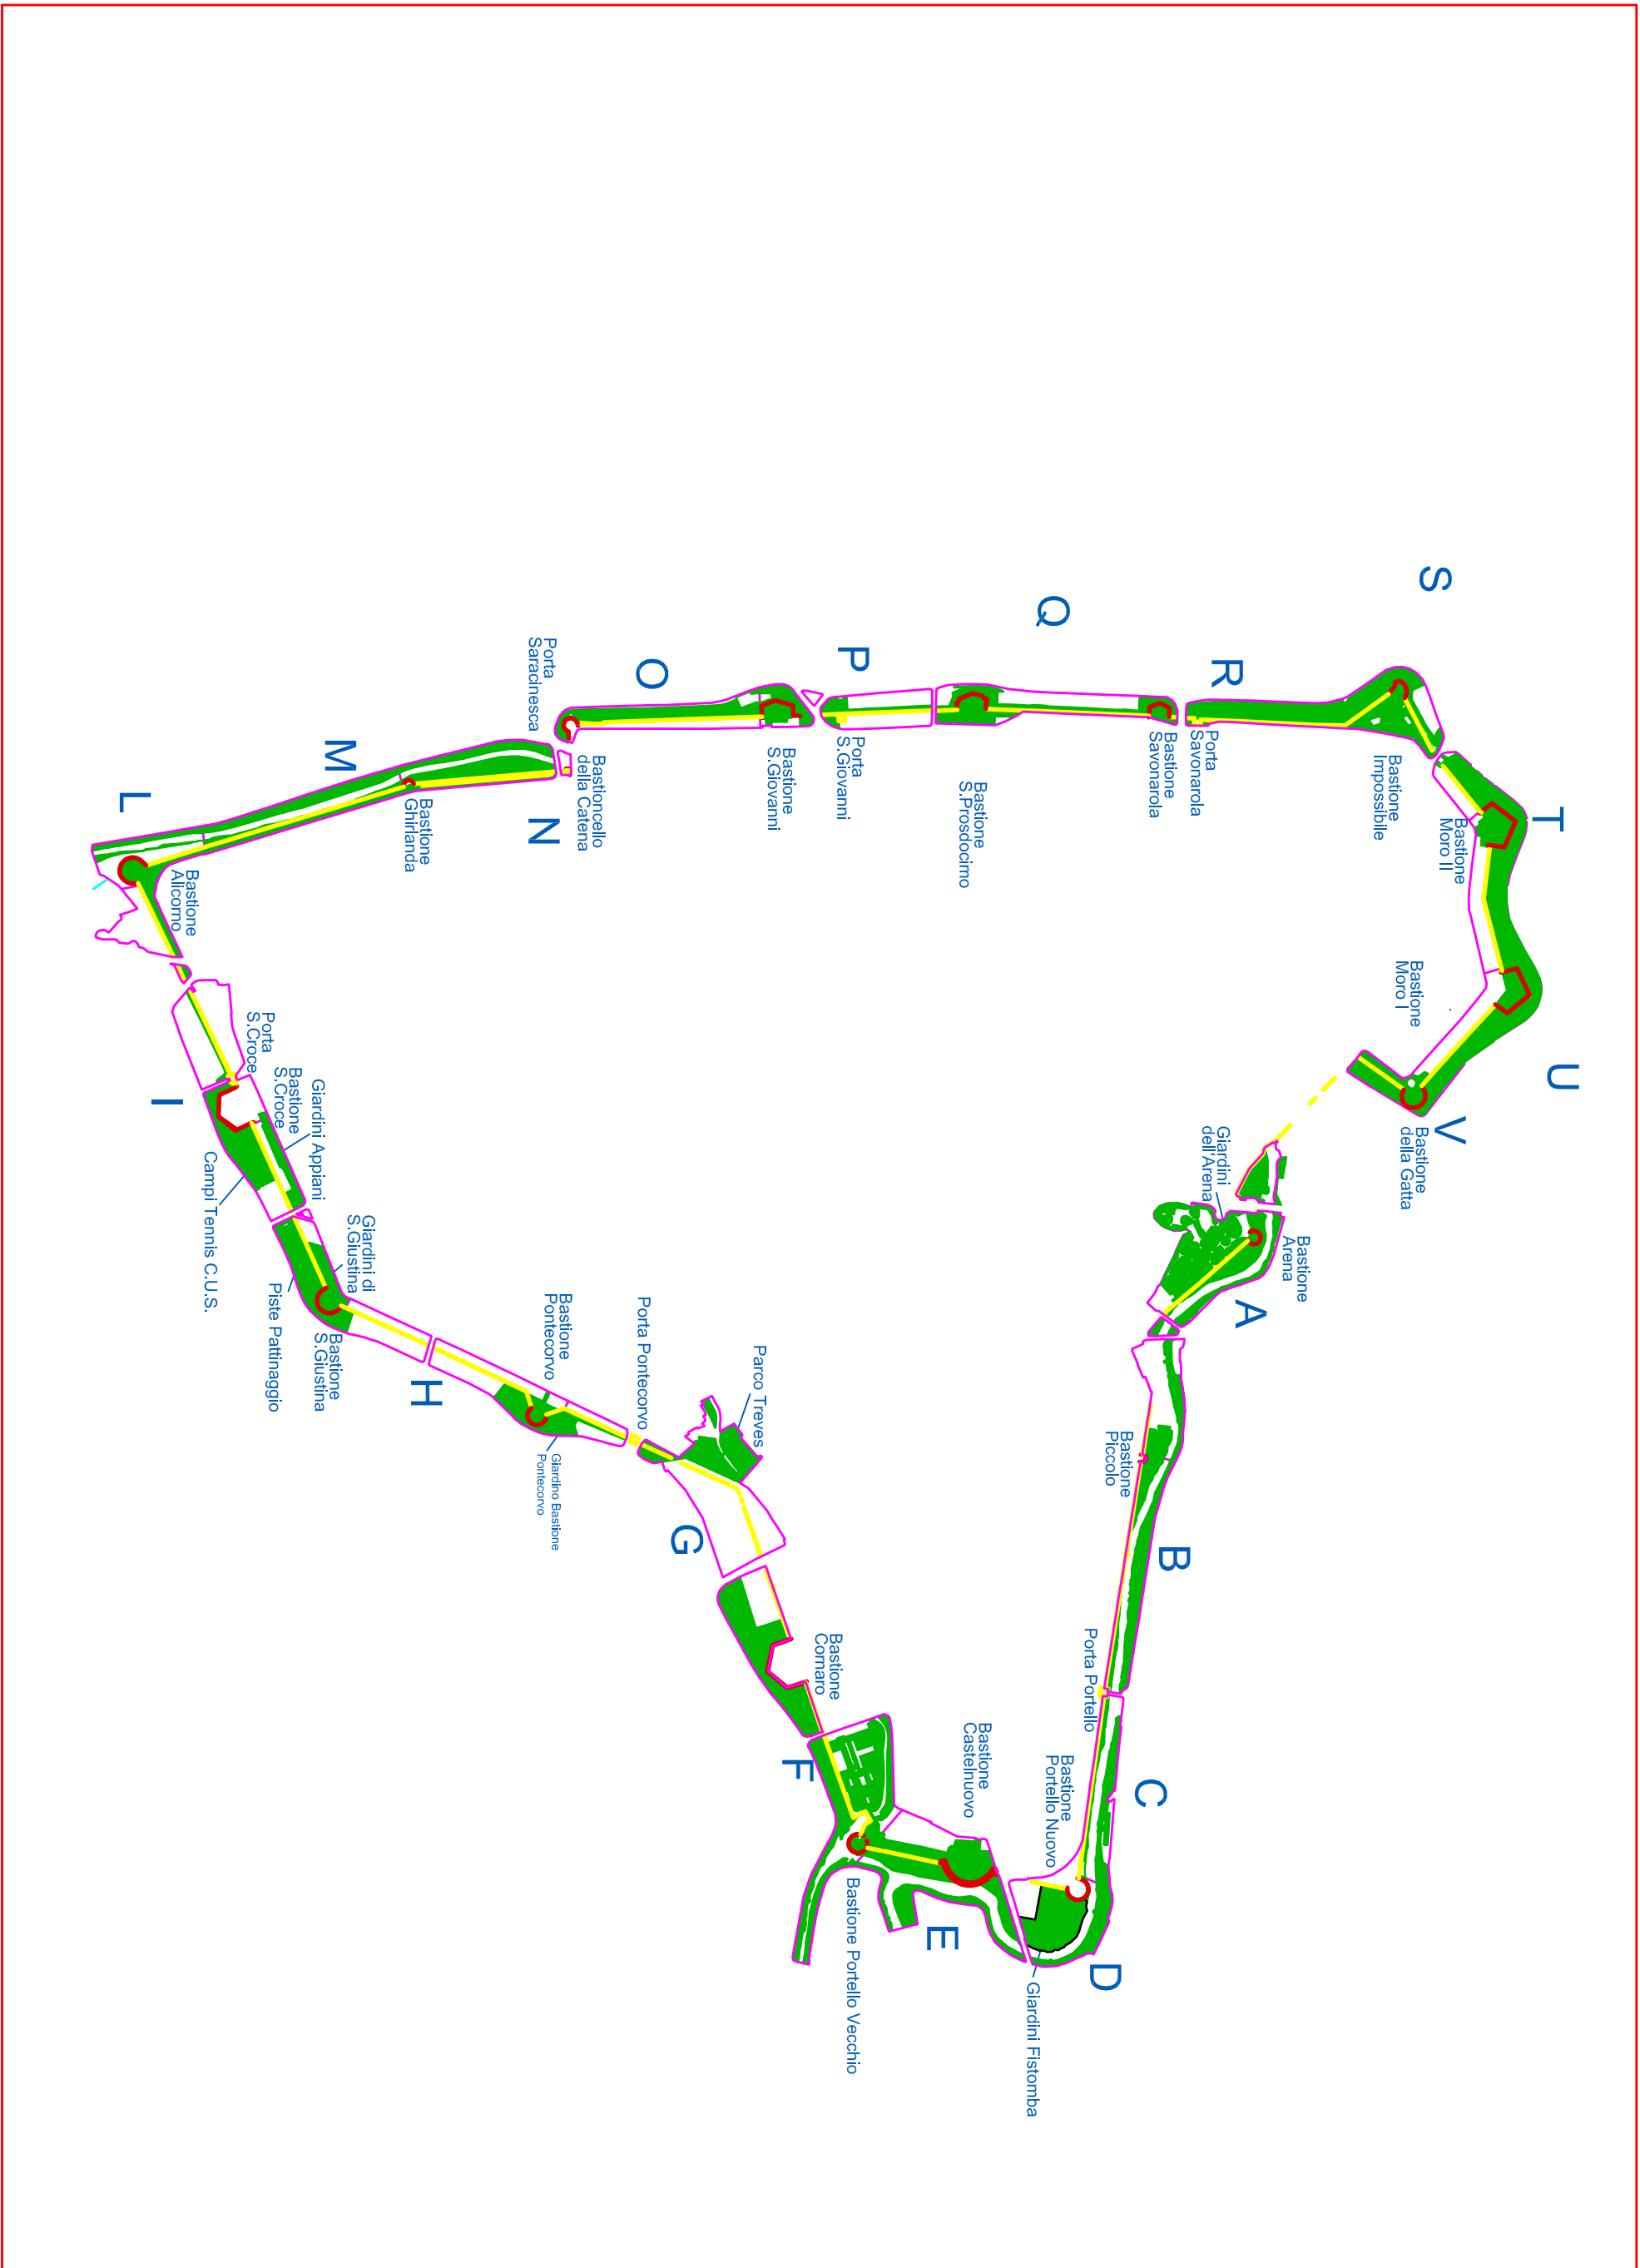 T
U
V
S
R
Q
P
O
N
M
L
I
H
G
F
E
D
C
B
A
Bastione
Moro II
Bastione
Moro I
Bastione
della Gatta
Bastione
Impossibile
Porta
Savonarola
Bastione
Savonarola
Bastione
S.Prosdocimo
Porta
S.Giovanni
Bastione
S.Giovanni
Bastioncello
della Catena
Porta
Saracinesca
Bastione
Ghirlanda
Bastione
Alicorno
Porta
S.Croce
Bastione
S.Croce
Giardini Appiani
Campi Tennis C.U.S.
Giardini di
S.Giustina
Piste Pattinaggio
Bastione
S.Giustina
Bastione
Pontecorvo
Giardino Bastione
Pontecorvo
Porta Pontecorvo
Parco Treves
Bastione
Cornaro
Bastione Portello Vecchio
Bastione
Castelnuovo
Giardini Fistomba
Bastione
Portello Nuovo
Porta Portello
Bastione
Piccolo
Bastione
Arena
Giardini
dell'Arena